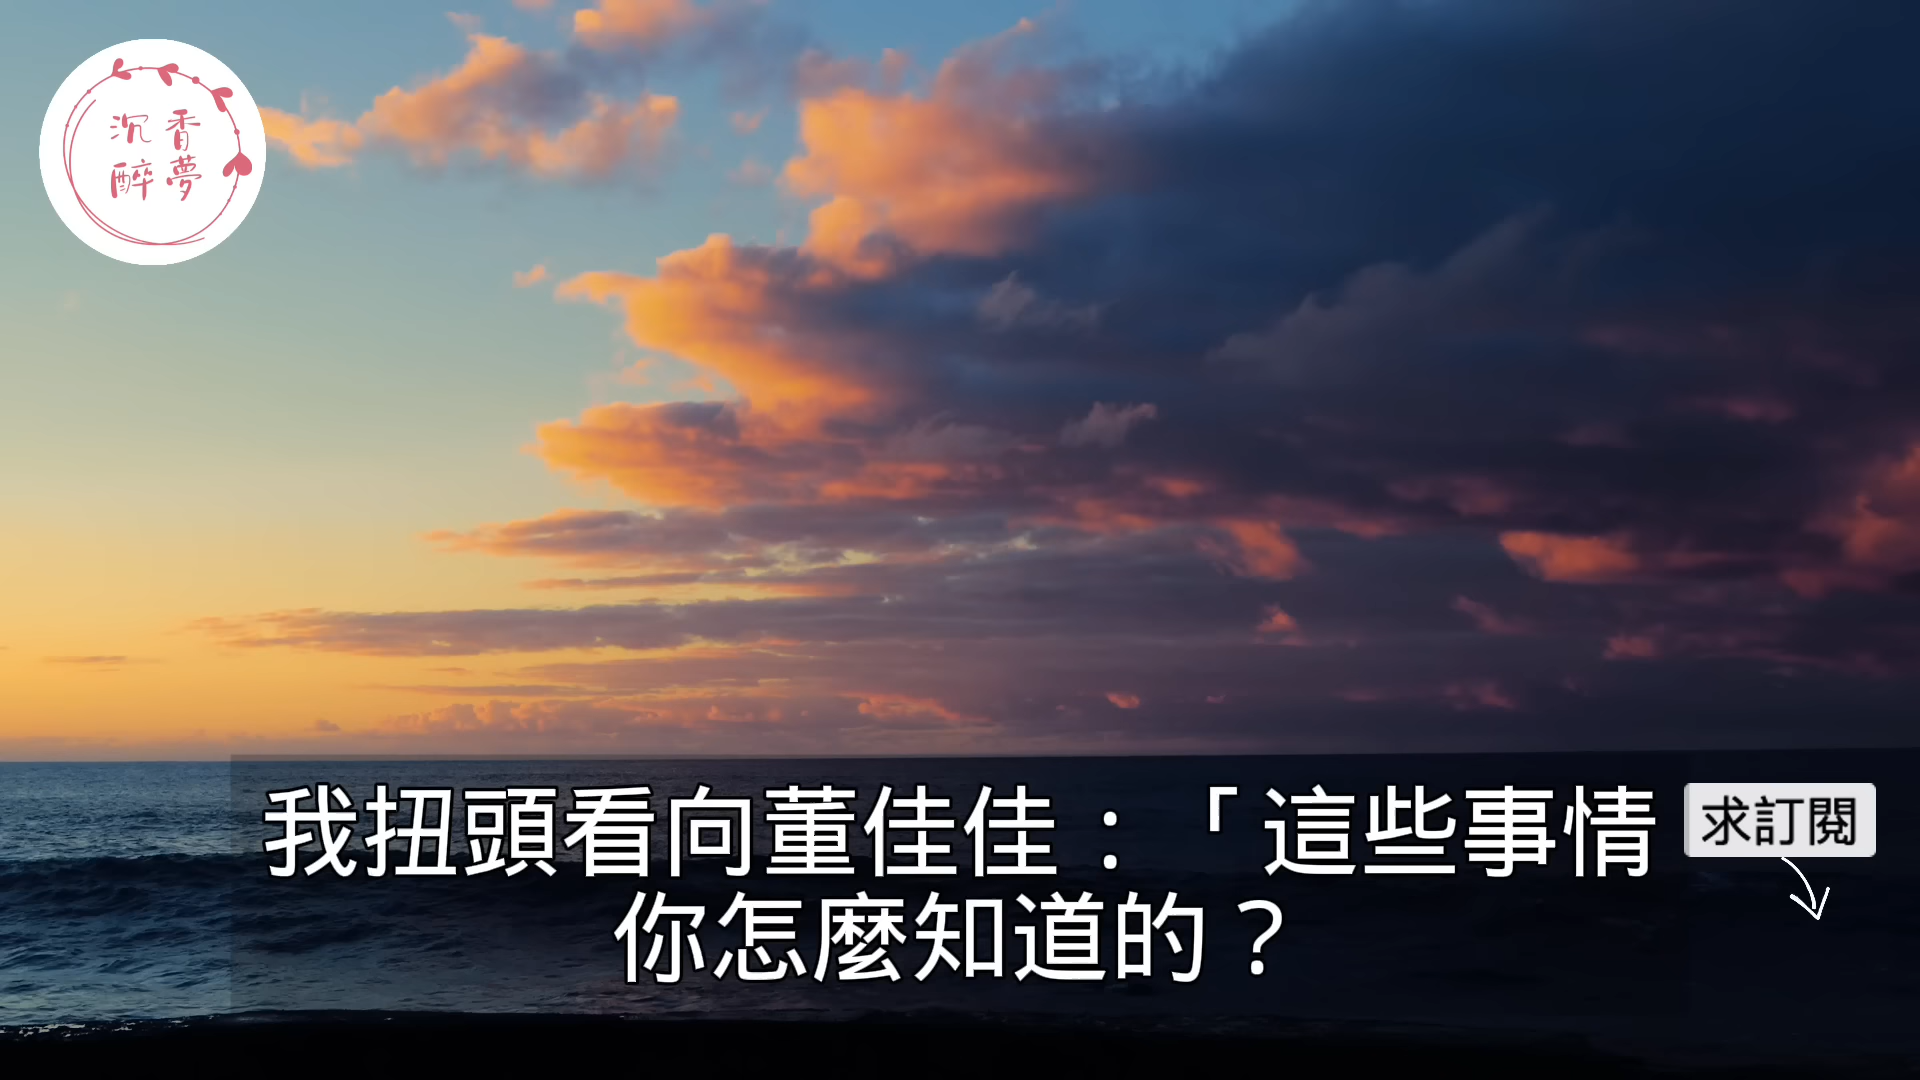 沉香
醉夢
我扭頭看向董佳佳：「這些事情
你怎麼知道的？
求訂閱